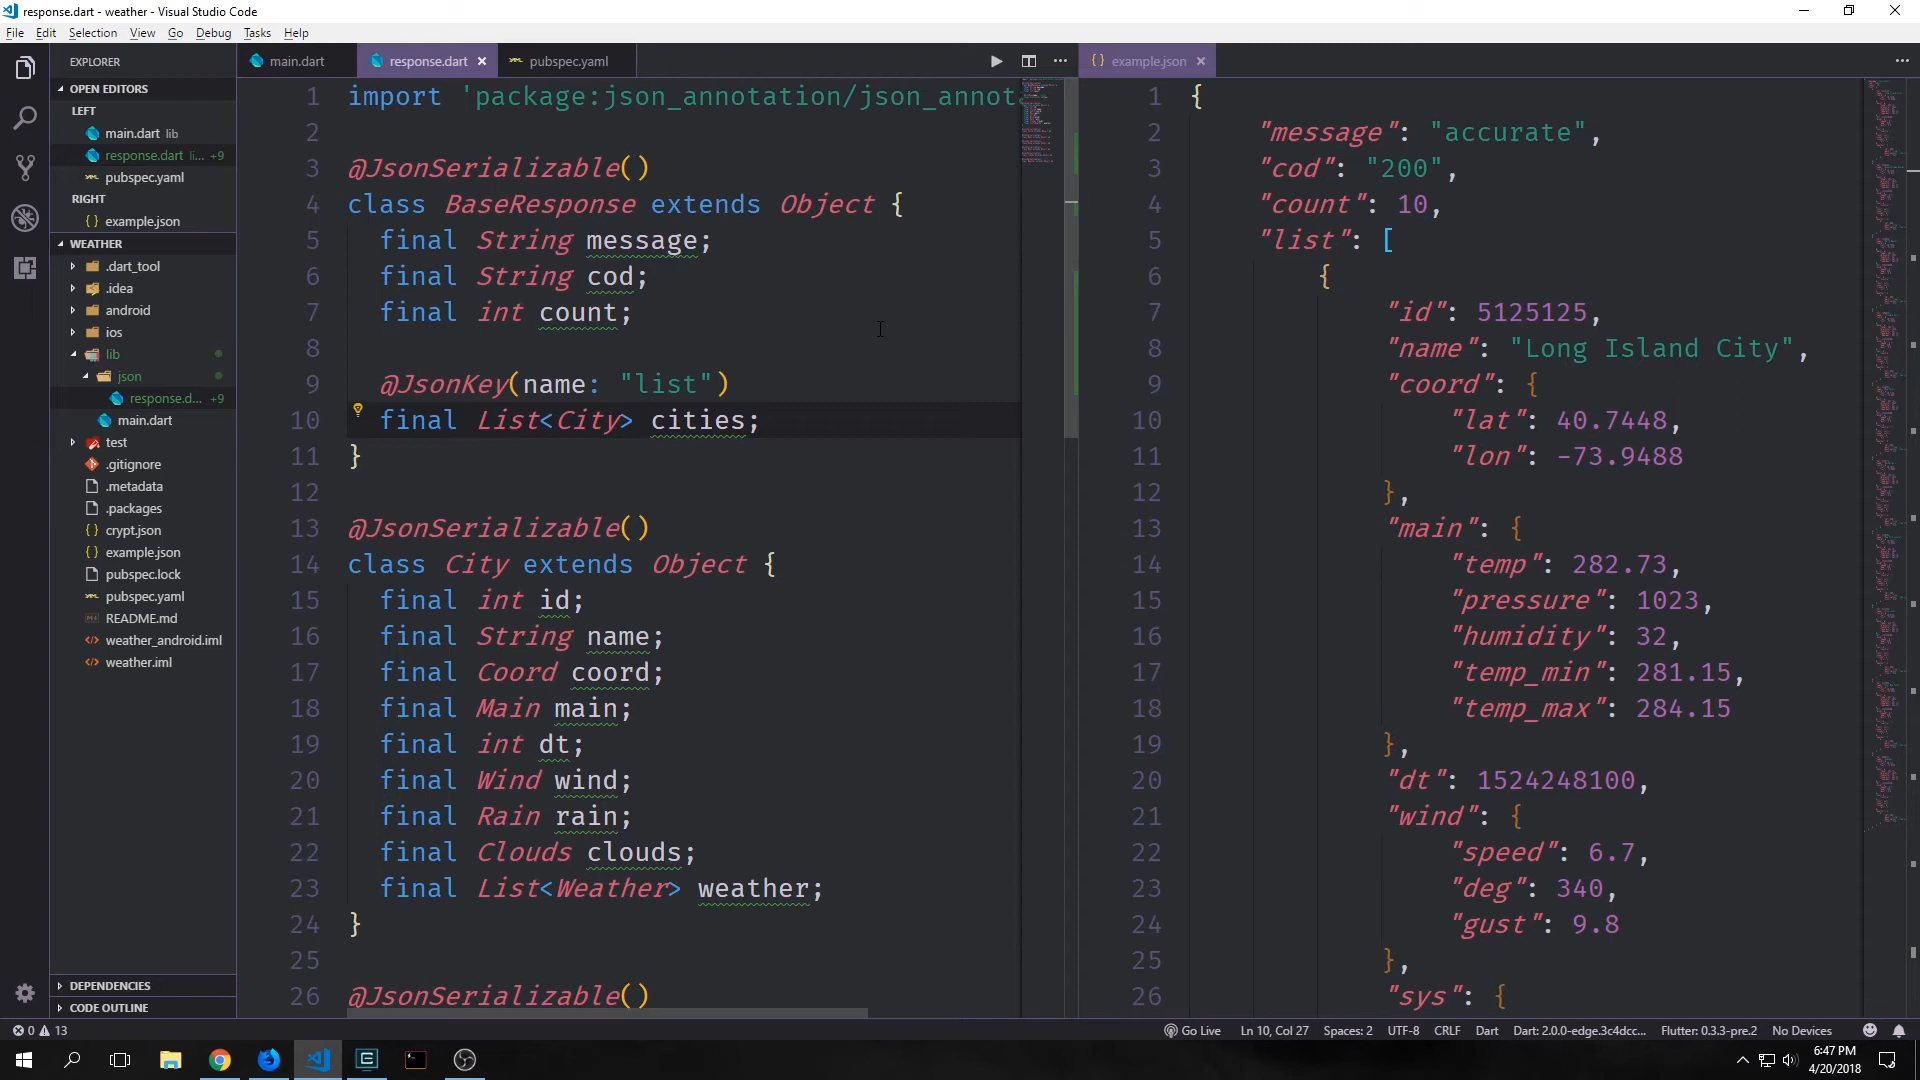 response.dart - weather - Visual Studio Code
File Edit Selection View Go Debug Tasks Help
EXPLORER
OPEN EDITORS
LEFT
main.dart lib
response.dart li... +9
pubspec.yaml
RIGHT
{ } example.json
WEATHER
.dart_tool
.idea
android
ios
lib
json
response.d... +9
main.dart
test
.gitignore
.metadata
.packages
{ } crypt.json
{ } example.json
pubspec.lock
pubspec.yaml
README.md
weather_android.iml
weather.iml
DEPENDENCIES
CODE OUTLINE
main.dart response.dart × pubspec.yaml
1 import 'package:json_annotation/json_annota
2
3 @JsonSerializable()
4 class BaseResponse extends Object {
5 final String message;
6 final String cod;
7 final int count;
8
9 @JsonKey(name: "list")
10 final List<City> cities;
11 }
12
13 @JsonSerializable()
14 class City extends Object {
15 final int id;
16 final String name;
17 final Coord coord;
18 final Main main;
19 final int dt;
20 final Wind wind;
21 final Rain rain;
22 final Clouds clouds;
23 final List<Weather> weather;
24 }
25
26 @JsonSerializable()
{ } example.json ×
1 {
2 "message": "accurate",
3 "cod": "200",
4 "count": 10,
5 "list": [
6 {
7 "id": 5125125,
8 "name": "Long Island City",
9 "coord": {
10 "lat": 40.7448,
11 "lon": -73.9488
12 },
13 "main": {
14 "temp": 282.73,
15 "pressure": 1023,
16 "humidity": 32,
17 "temp_min": 281.15,
18 "temp_max": 284.15
19 },
20 "dt": 1524248100,
21 "wind": {
22 "speed": 6.7,
23 "deg": 340,
24 "gust": 9.8
25 },
26 "sys": {
0 13 Go Live Ln 10, Col 27 Spaces: 2 UTF-8 CRLF Dart Dart: 2.0.0-edge.3c4dcc... Flutter: 0.3.3-pre.2 No Devices
6:47 PM
4/20/2018